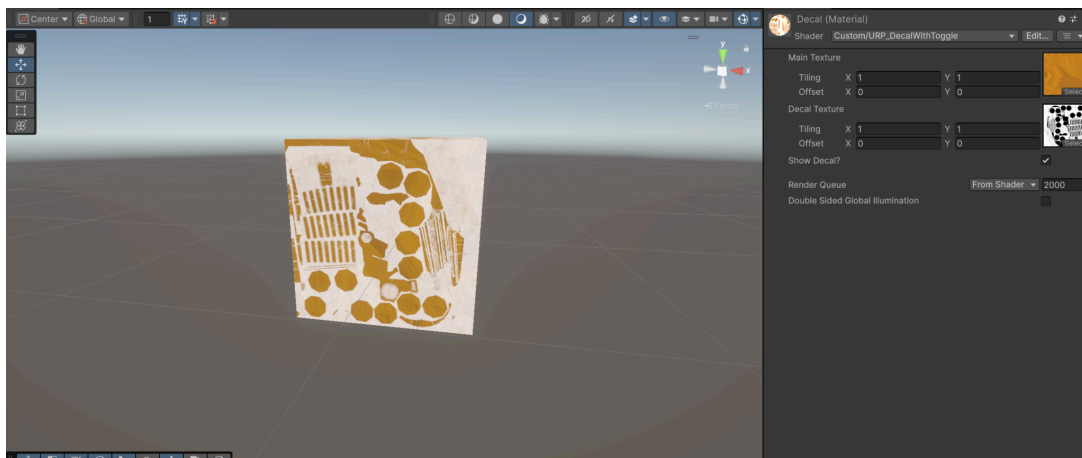 Center
Global
1
2D
y
x
Persp
Decal (Material)
Shader
Custom/URP_DecalWithToggle
Edit...
Main Texture
Tiling X 1 Y 1
Offset X 0 Y 0
Select
Decal Texture
Tiling X 1 Y 1
Offset X 0 Y 0
Select
Show Decal?
Render Queue From Shader 2000
Double Sided Global Illumination